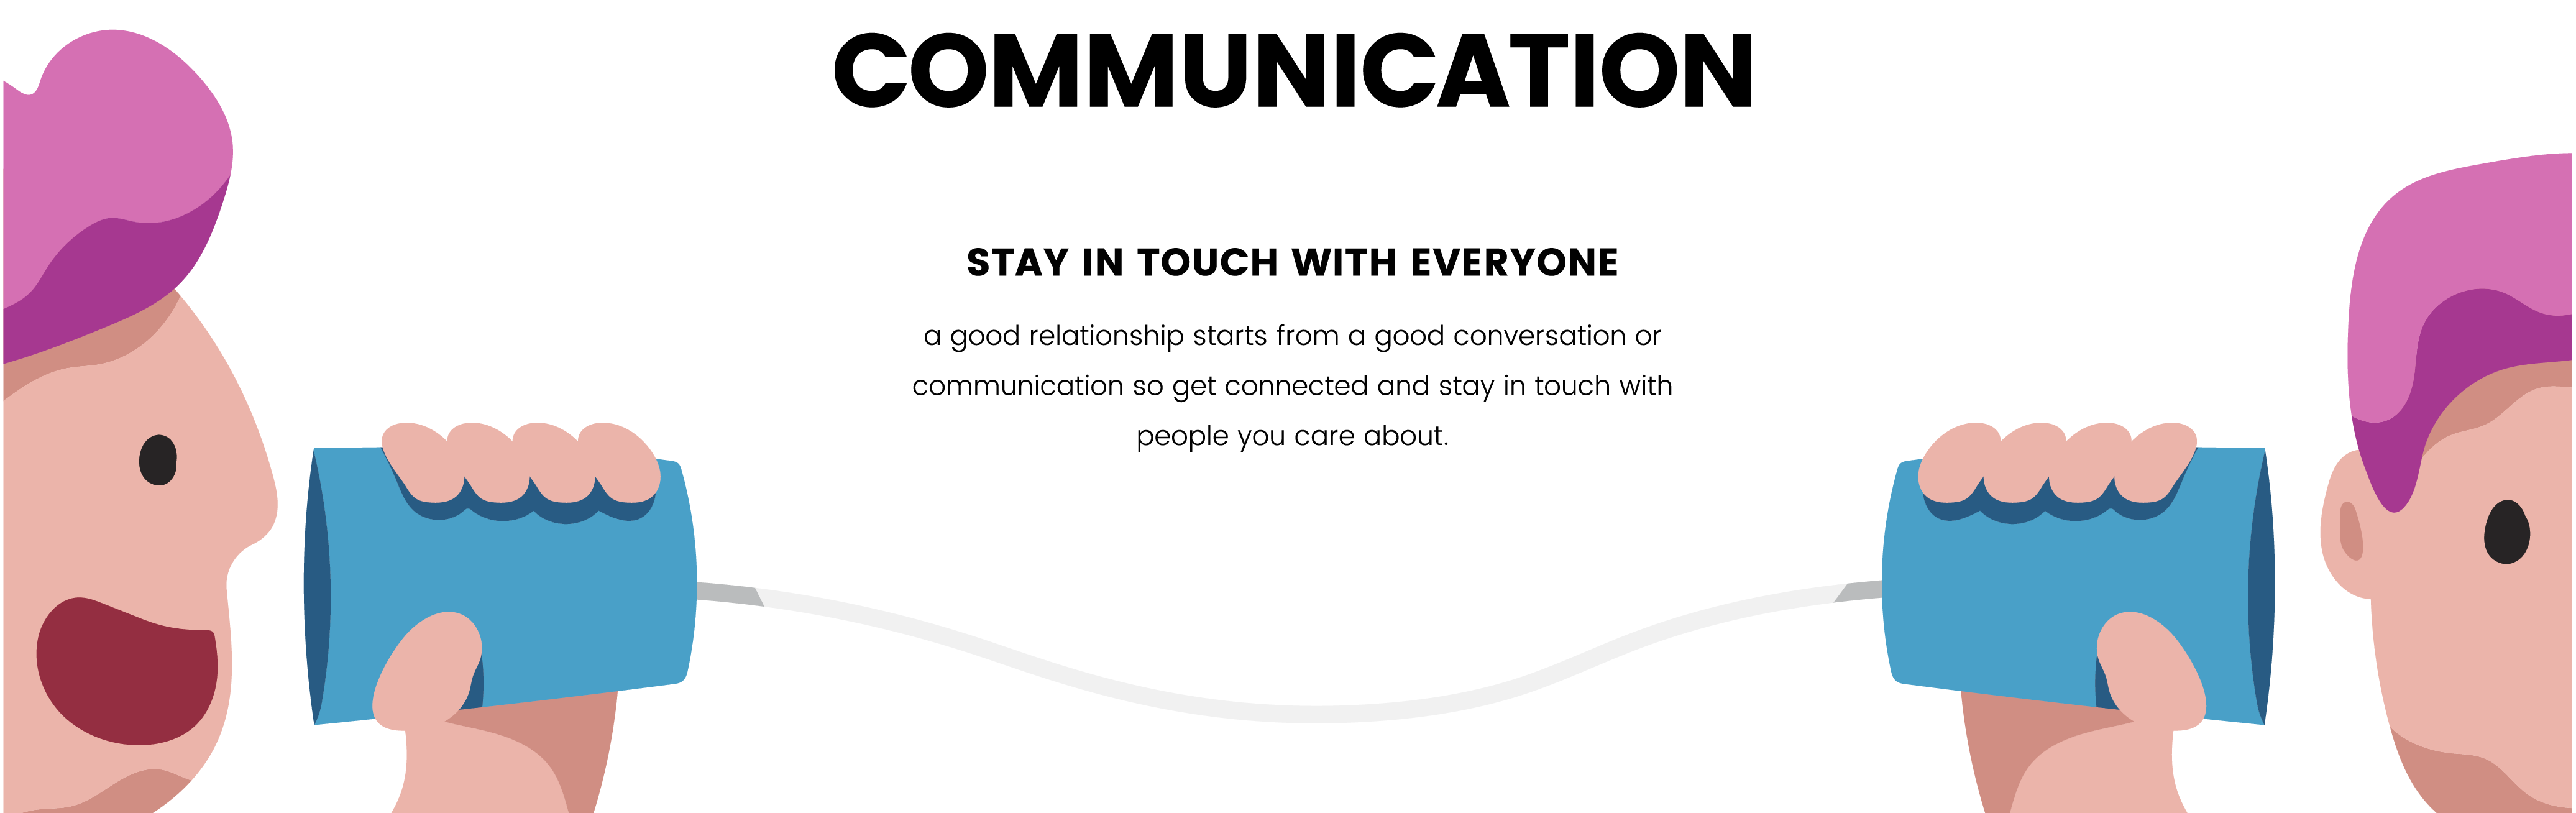 COMMUNICATION
STAY IN TOUCH WITH EVERYONE
a good relationship starts from a good conversation or
communication so get connected and stay in touch with
people you care about.